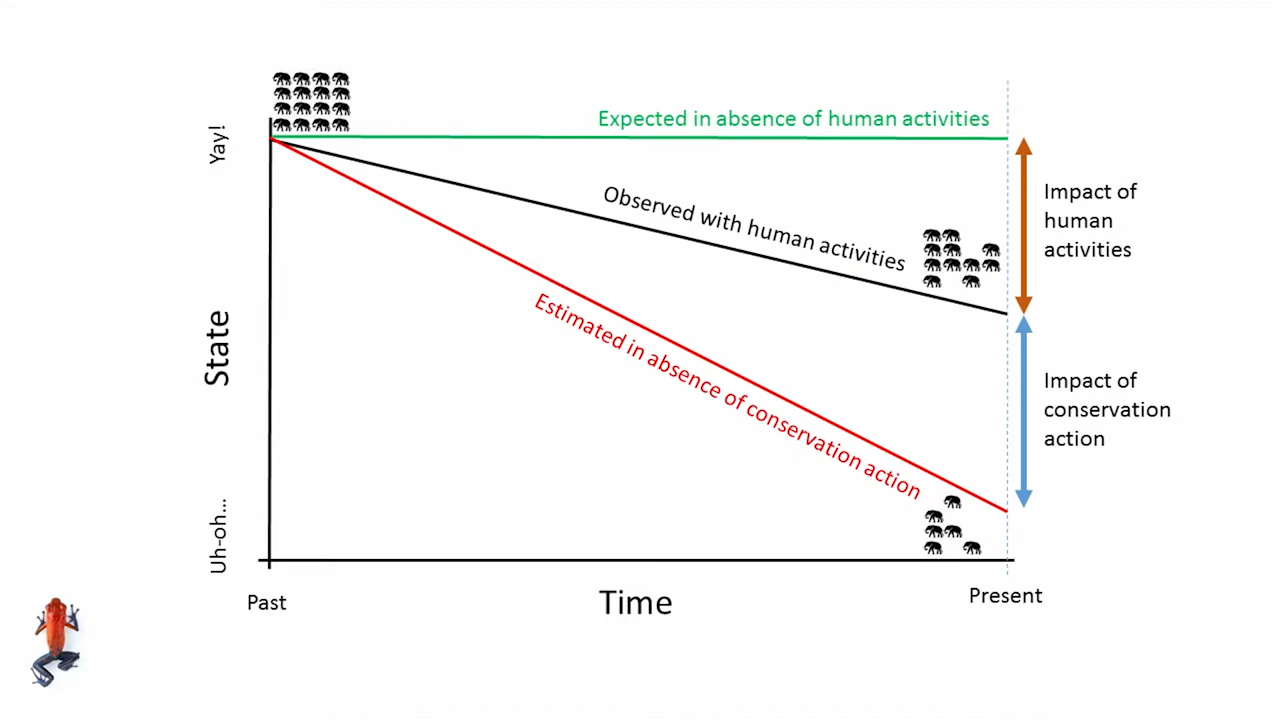 Yay!
Expected in absence of human activities
Observed with human activities
Impact of
human
activities
Estimated in absence of conservation action
State
Impact of
conservation
action
Uh-oh...
Past
Time
Present